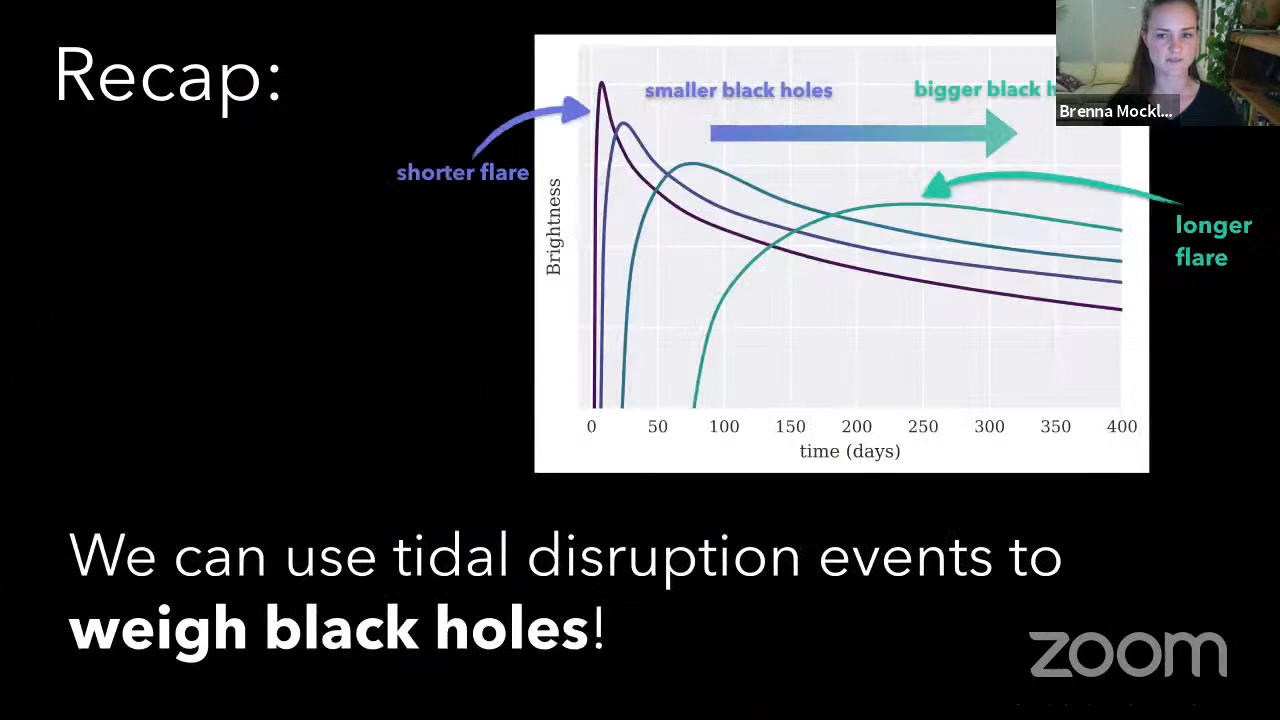 Recap:
smaller black holes
bigger black h
Brenna Mockl...
shorter flare
longer
flare
Brightness
0 50 100 150 200 250 300 350 400
time (days)
We can use tidal disruption events to
weigh black holes!
zoom